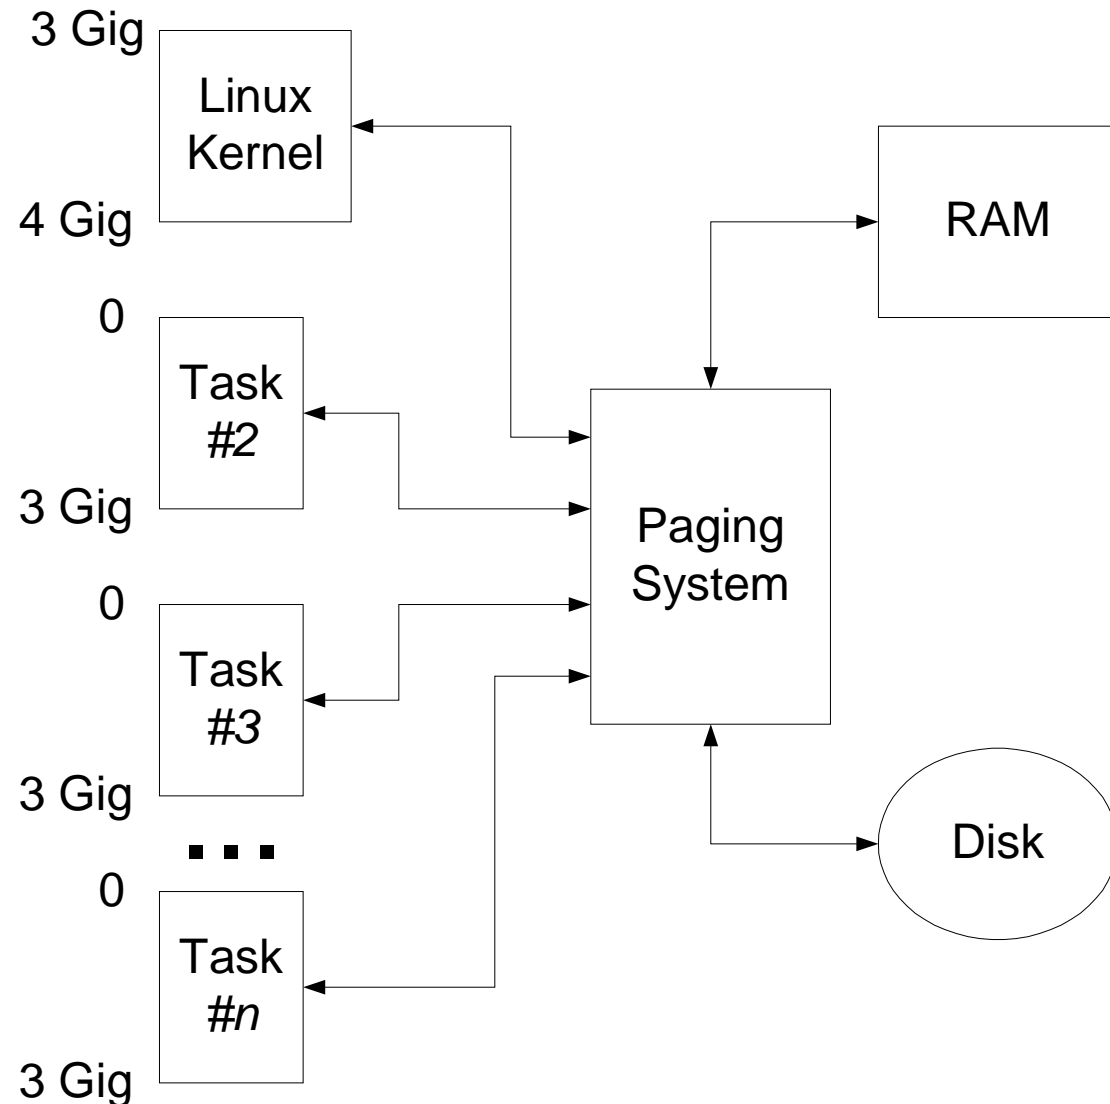 3 Gig
Linux
Kernel
4 Gig
RAM
0
Task
#2
3 Gig
Paging
System
0
Task
#3
3 Gig
Disk
0
Task
#n
3 Gig